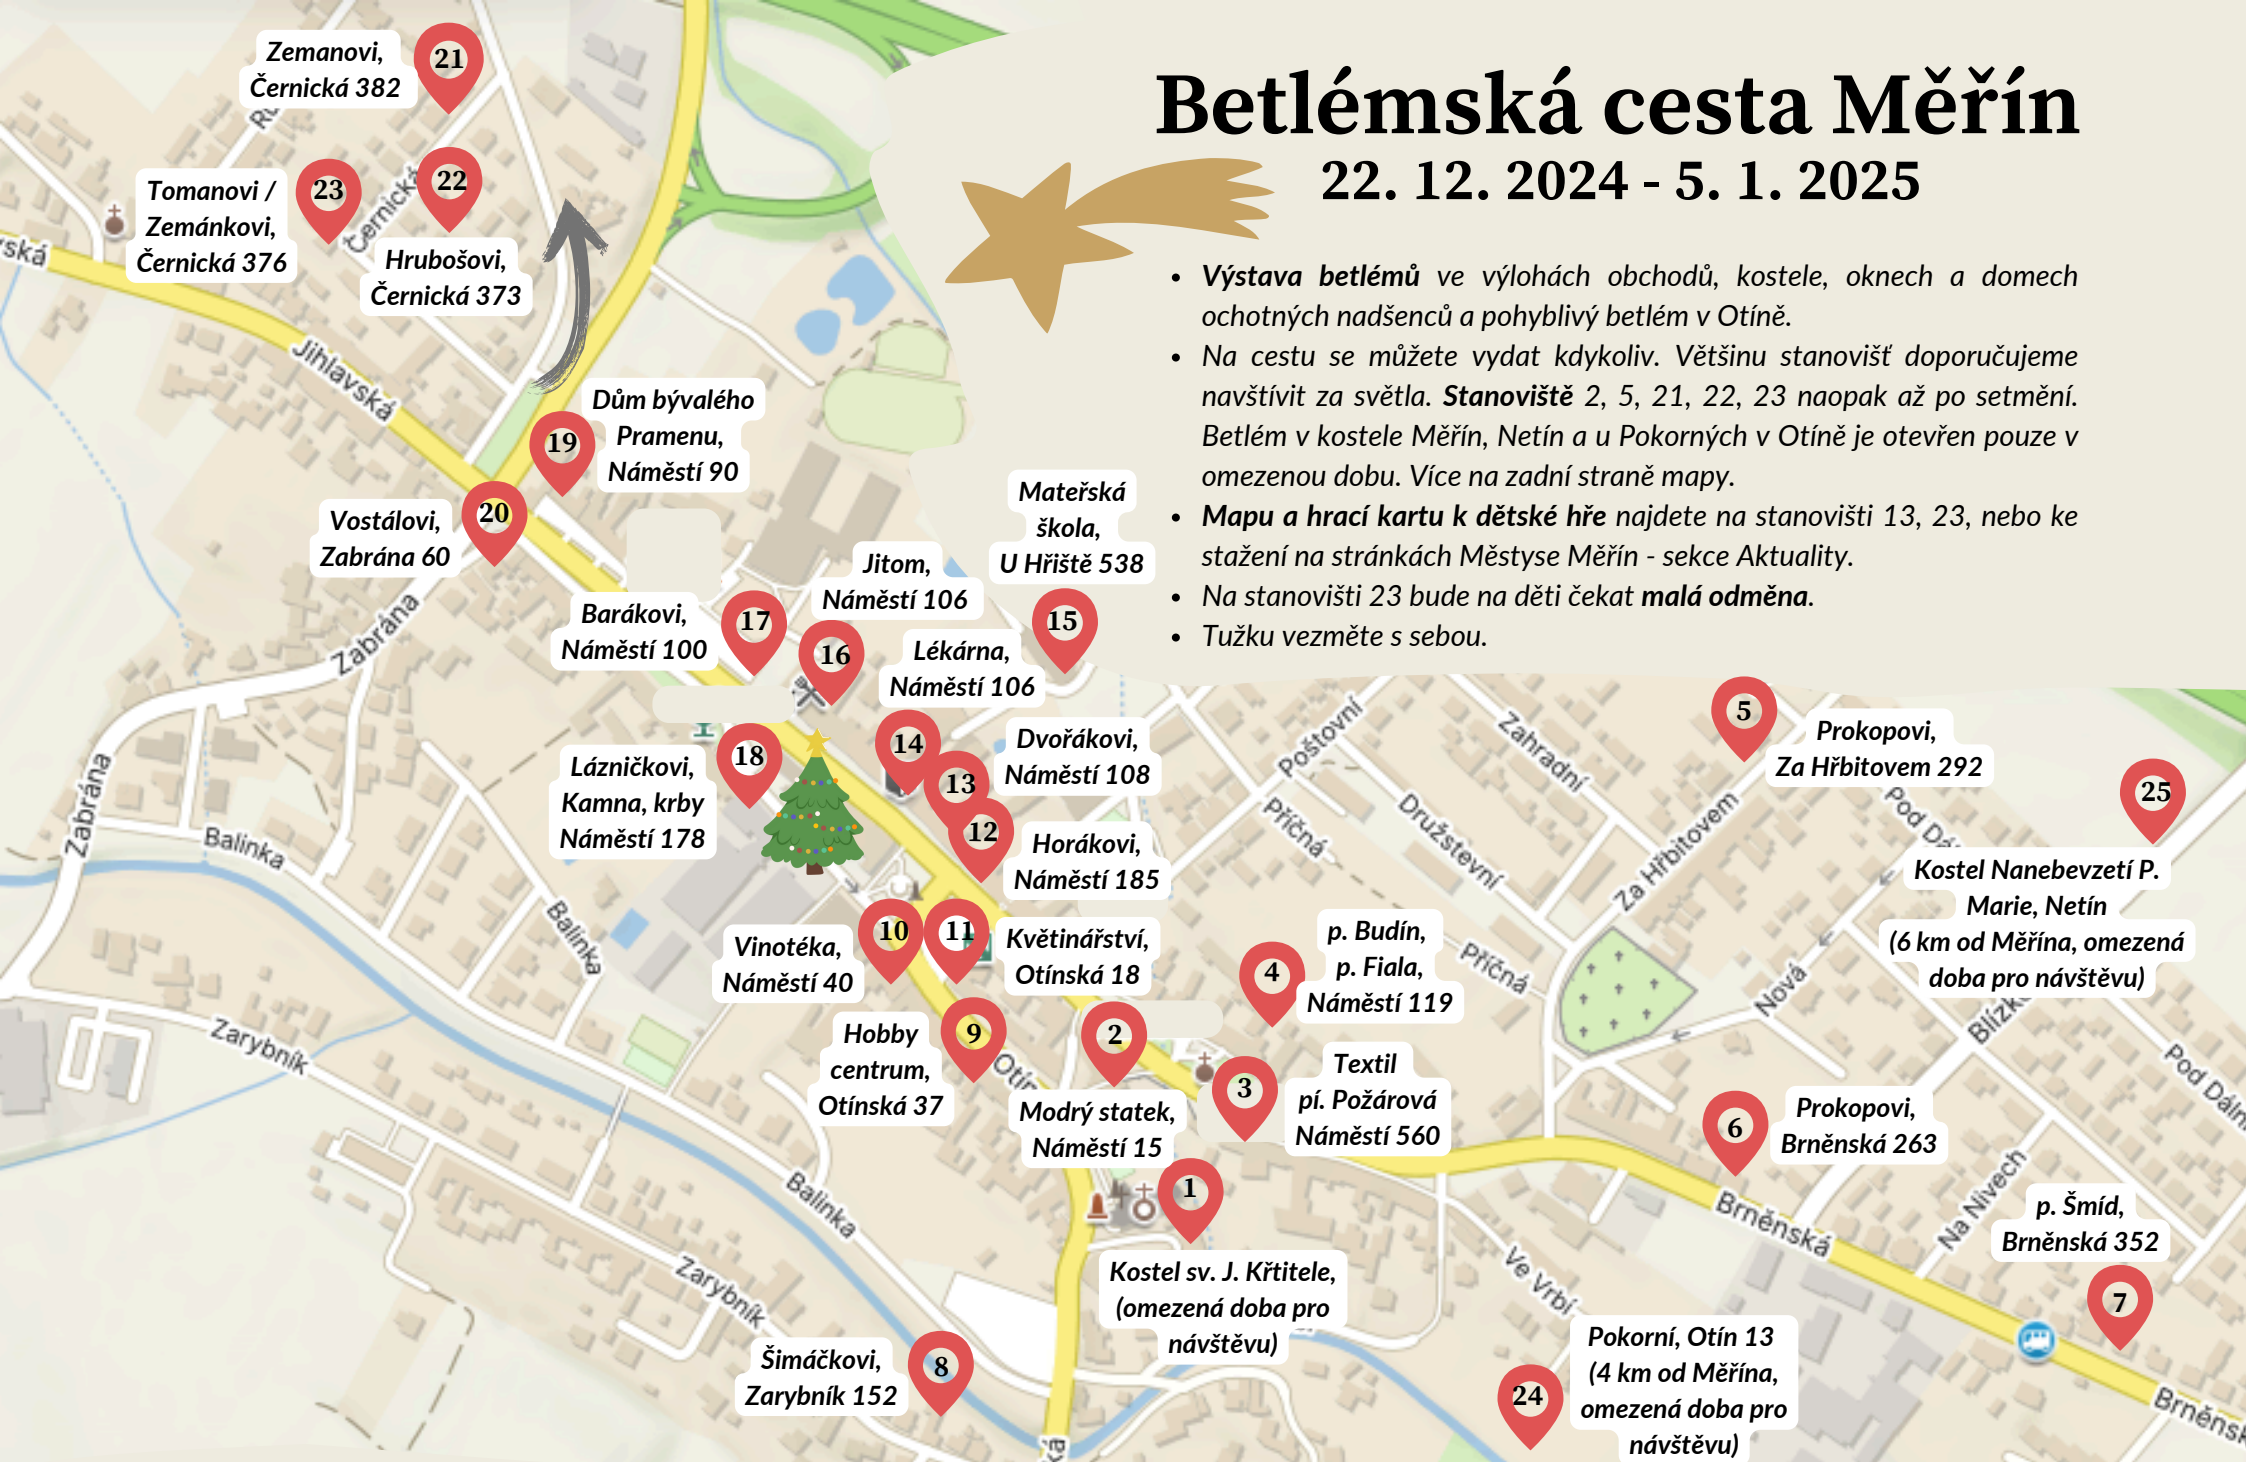 Betlémská cesta Měřín
22. 12. 2024 - 5. 1. 2025
• Výstava betlémů ve výlohách obchodů, kostele, oknech a domech
ochotných nadšenců a pohyblivý betlém v Otíně.
• Na cestu se můžete vydat kdykoliv. Většinu stanovišť doporučujeme
navštívit za světla. Stanoviště 2, 5, 21, 22, 23 naopak až po setmění.
Betlém v kostele Měřín, Netín a u Pokorných v Otíně je otevřen pouze v
omezenou dobu. Více na zadní straně mapy.
• Mapu a hrací kartu k dětské hře najdete na stanovišti 13, 23, nebo ke
stažení na stránkách Městyse Měřín - sekce Aktuality.
• Na stanovišti 23 bude na děti čekat malá odměna.
• Tužku vezměte s sebou.
Zemanovi,
Černická 382
21
Tomanovi /
Zemánkovi,
Černická 376
23
22
Hrubošovi,
Černická 373
Černická
vská
Jihlavská
Dům bývalého
Pramenu,
Náměstí 90
19
Vostálovi,
Zabrána 60
20
Zabrána
Zabrána
Barákovi,
Náměstí 100
17
Jitom,
Náměstí 106
16
Mateřská
škola,
U Hřiště 538
15
Lékárna,
Náměstí 106
14
Lázničkovi,
Kamna, krby
Náměstí 178
18
Dvořákovi,
Náměstí 108
13
Horákovi,
Náměstí 185
12
Vinotéka,
Náměstí 40
10
11
Květinářství,
Otínská 18
Hobby
centrum,
Otínská 37
9
Otín
2
Modrý statek,
Náměstí 15
4
p. Budín,
p. Fiala,
Náměstí 119
3
Textil
pí. Požárová
Náměstí 560
1
Kostel sv. J. Křtitele,
(omezená doba pro
návštěvu)
Šimáčkovi,
Zarybník 152
8
Balinka
Balinka
Balinka
Zarybník
Zarybník
Poštovní
Příčná
Příčná
Zahradní
Družstevní
Za Hřbitovem
5
Prokopovi,
Za Hřbitovem 292
25
Kostel Nanebevzetí P.
Marie, Netín
(6 km od Měřína, omezená
doba pro návštěvu)
Pod Dál
Nová
Blízk
Pod Dáln
6
Prokopovi,
Brněnská 263
Brněnská
Na Nivech
p. Šmíd,
Brněnská 352
7
Ve Vrbí
24
Pokorní, Otín 13
(4 km od Měřína,
omezená doba pro
návštěvu)
Brněnsk
ká